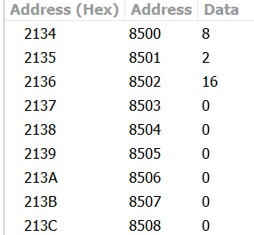 Address (Hex) Address Data
2134 8500 8
2135 8501 2
2136 8502 16
2137 8503 0
2138 8504 0
2139 8505 0
213A 8506 0
213B 8507 0
213C 8508 0